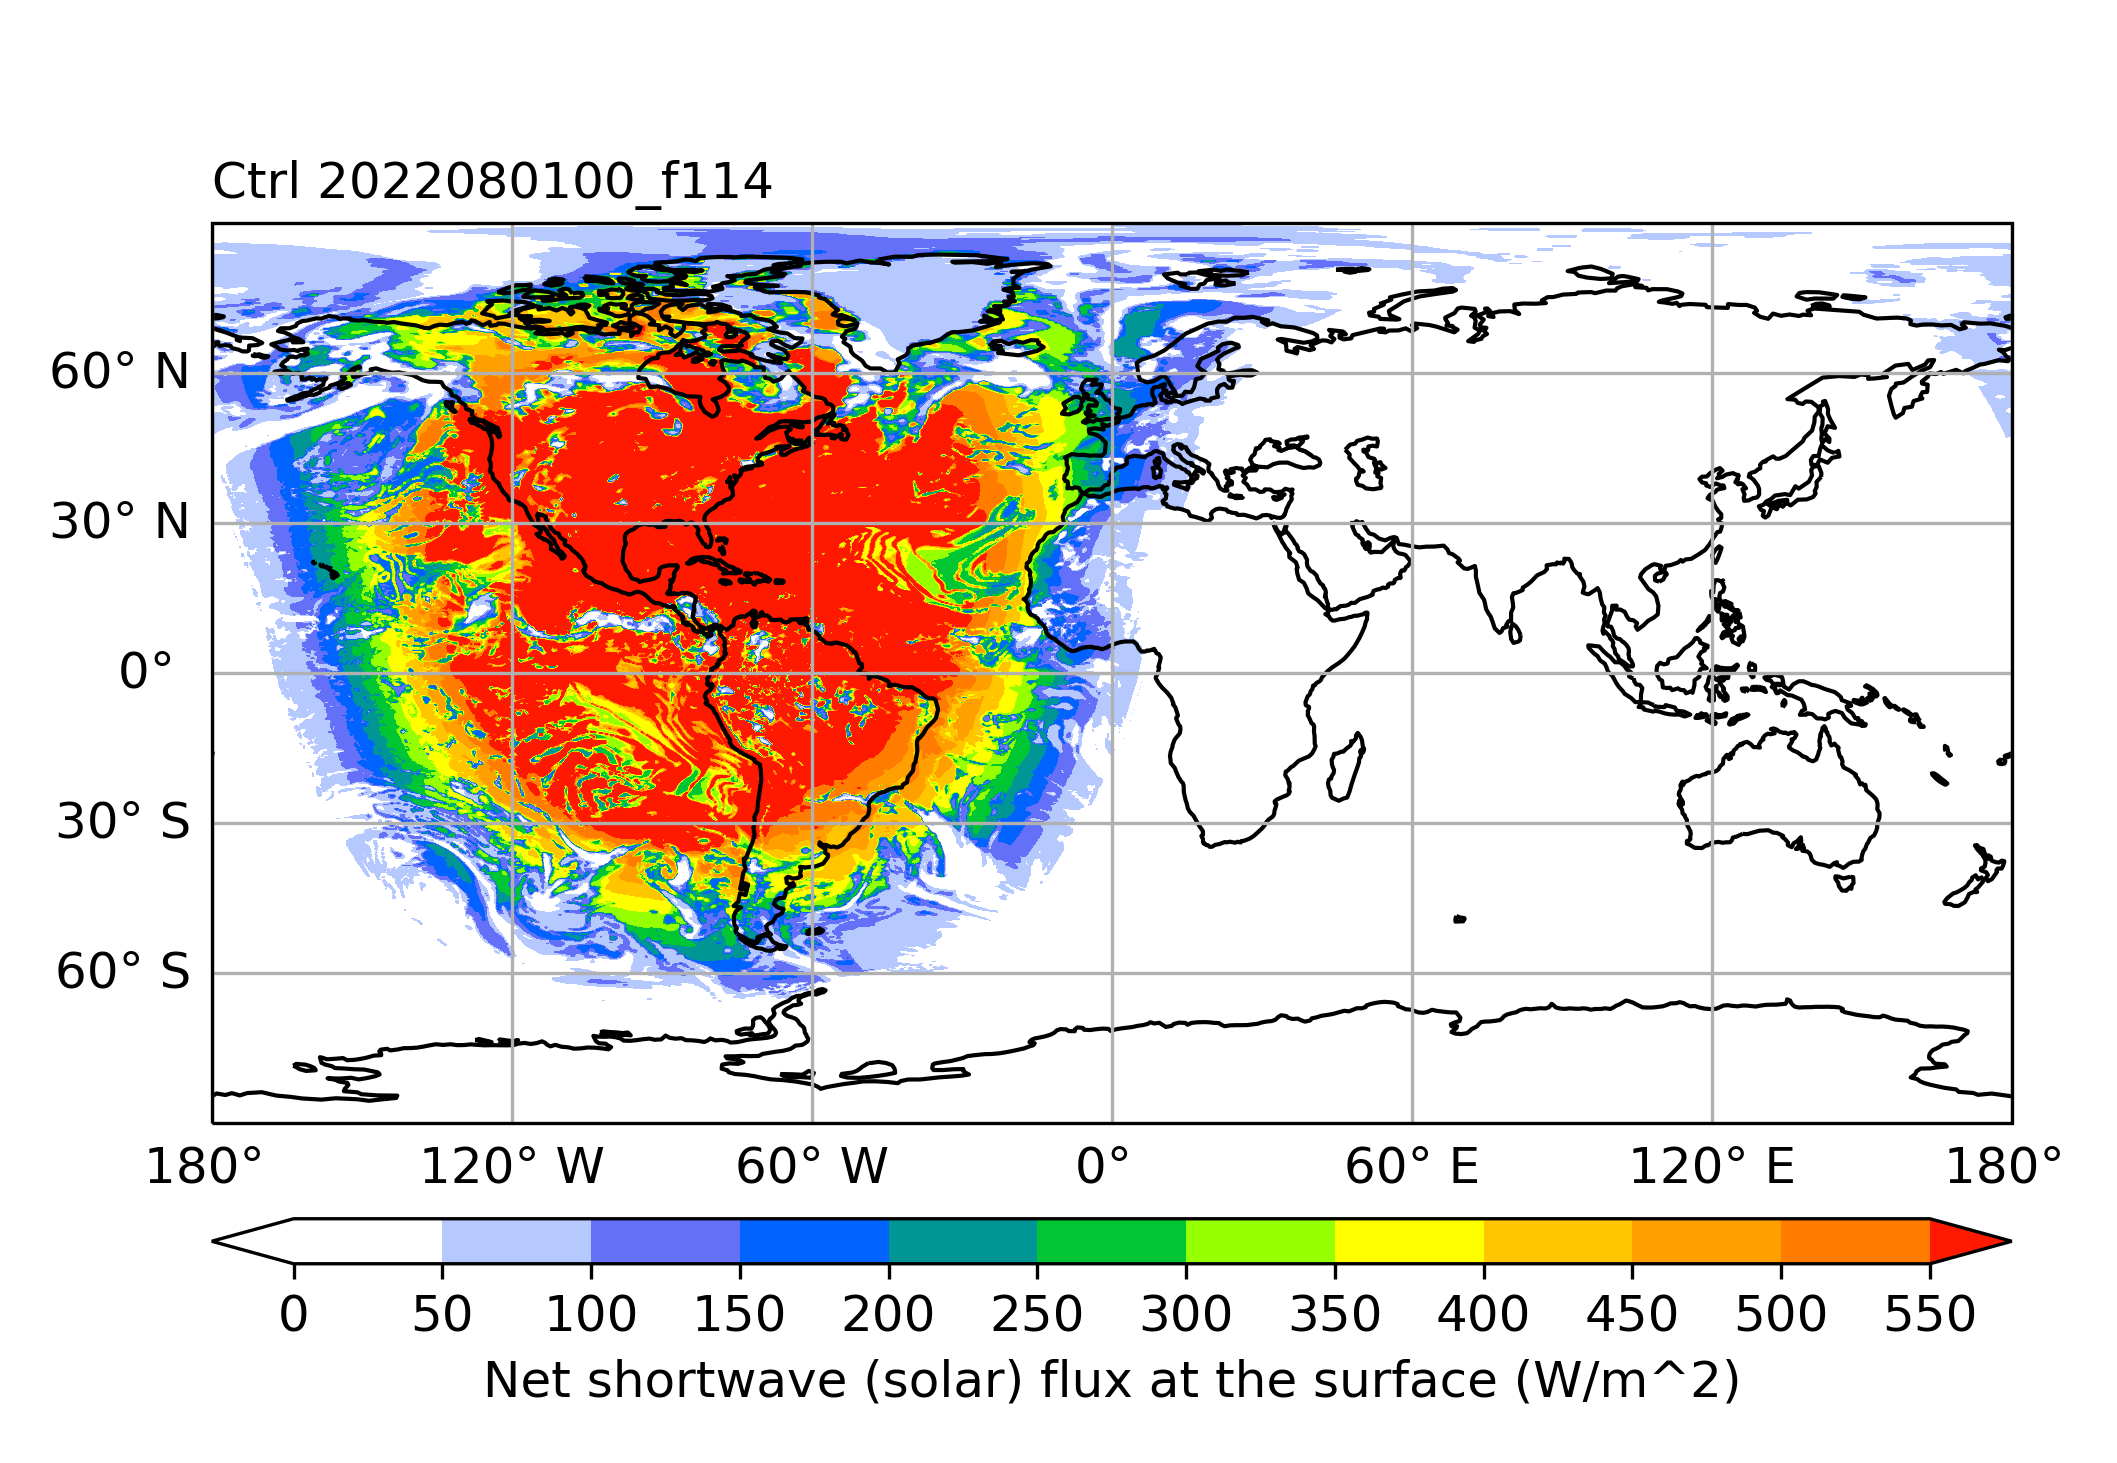 Ctrl 2022080100_f114
60° N
30° N
0°
30° S
60° S
180° 120° W 60° W 0° 60° E 120° E 180°
0 50 100 150 200 250 300 350 400 450 500 550
Net shortwave (solar) flux at the surface (W/m^2)